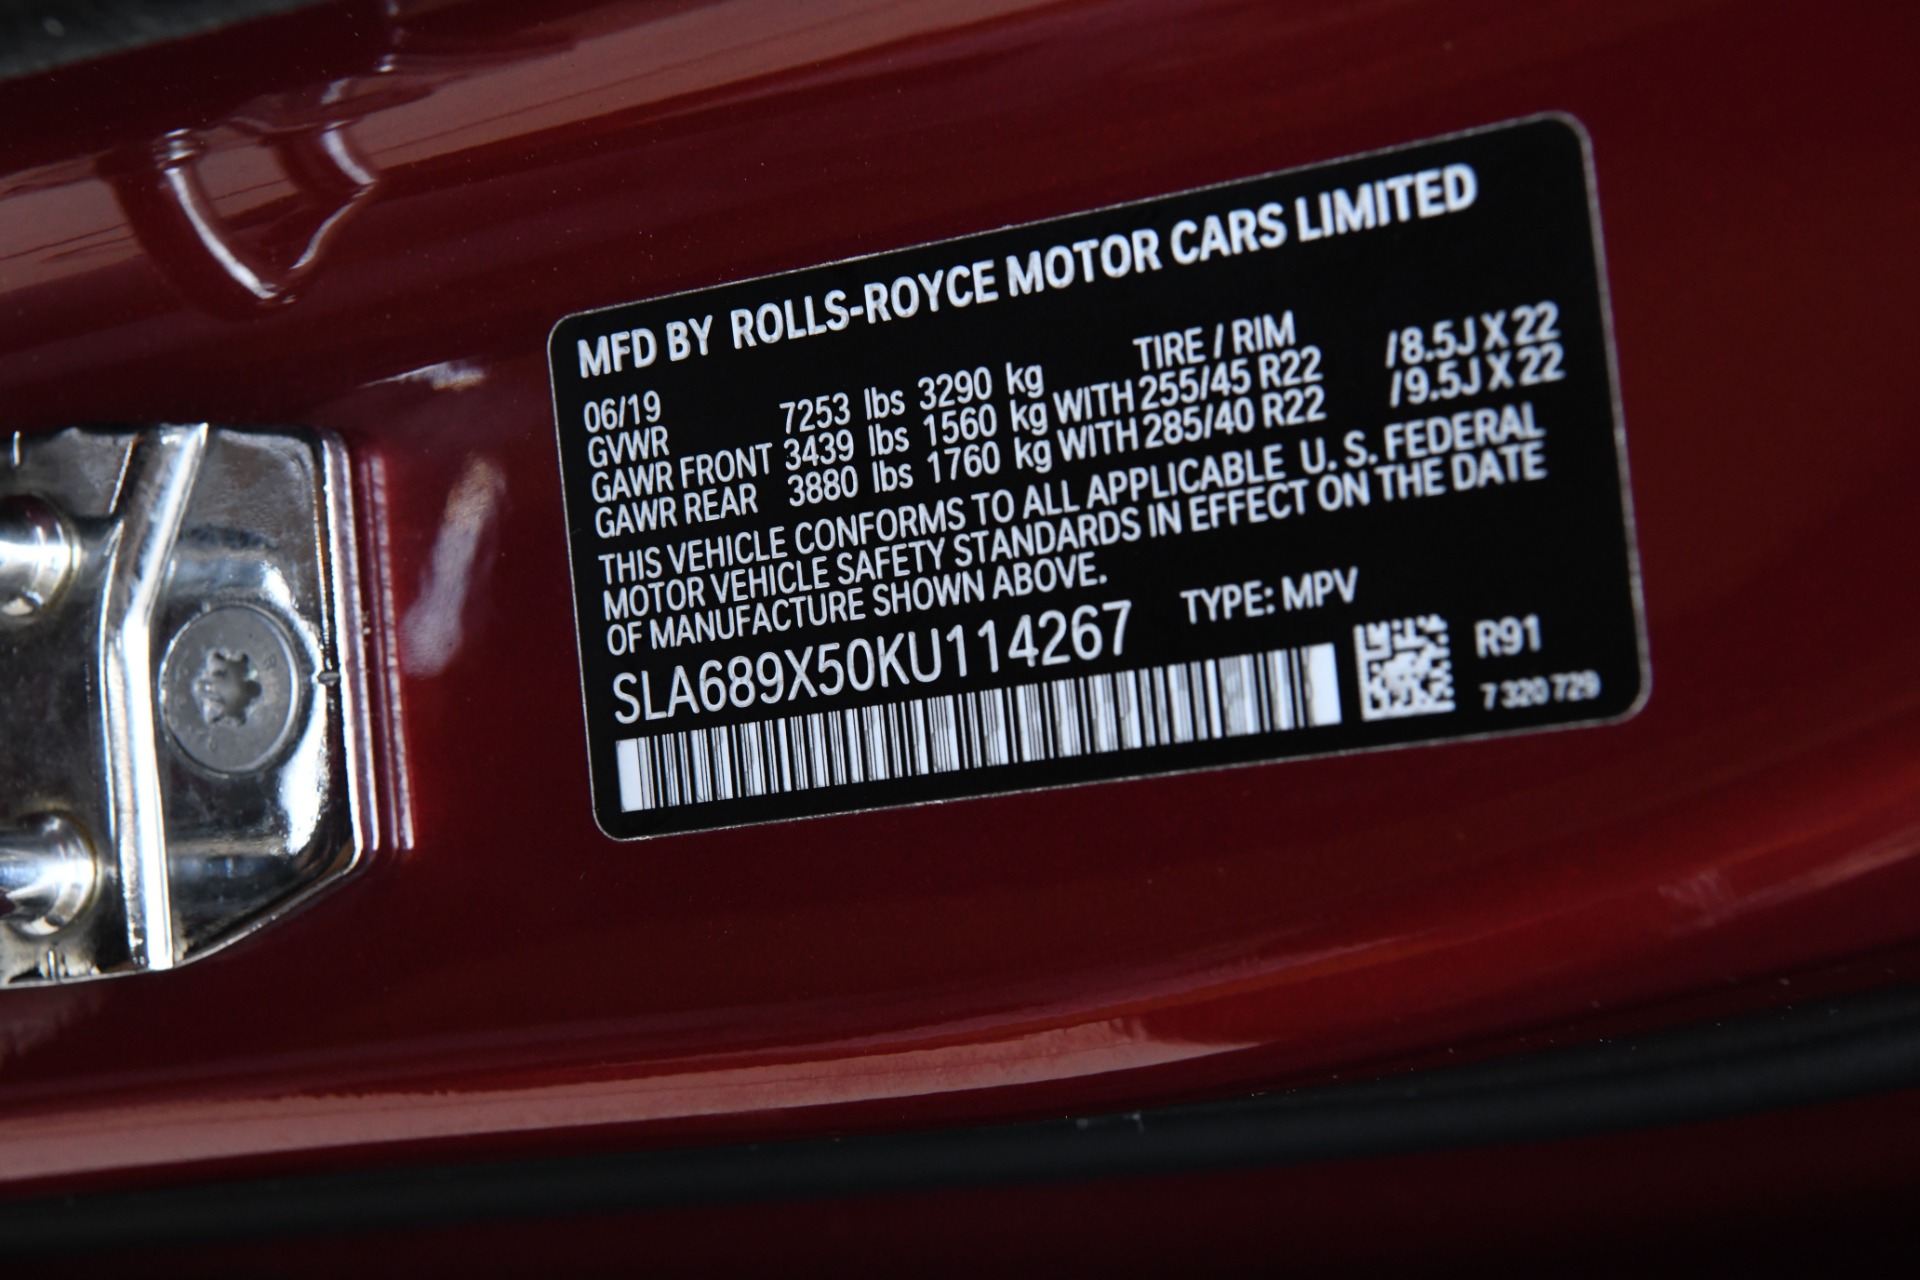 MFD BY ROLLS-ROYCE MOTOR CARS LIMITED
06/19 TIRE / RIM
GVWR 7253 lbs 3290 kg
GAWR FRONT 3439 lbs 1560 kg WITH 255/45 R22 /8.5J X 22
GAWR REAR 3880 lbs 1760 kg WITH 285/40 R22 /9.5J X 22
THIS VEHICLE CONFORMS TO ALL APPLICABLE U. S. FEDERAL
MOTOR VEHICLE SAFETY STANDARDS IN EFFECT ON THE DATE
OF MANUFACTURE SHOWN ABOVE.
SLA689X50KU114267 TYPE: MPV
R91
7 320 729